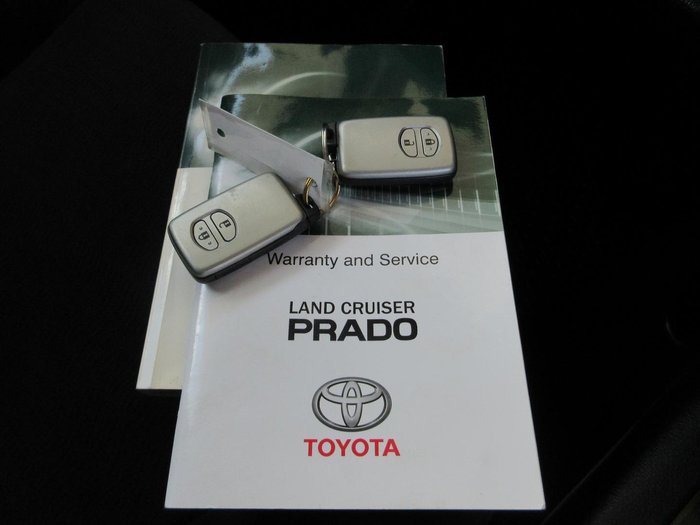 Warranty and Service
LAND CRUISER
PRADO
TOYOTA